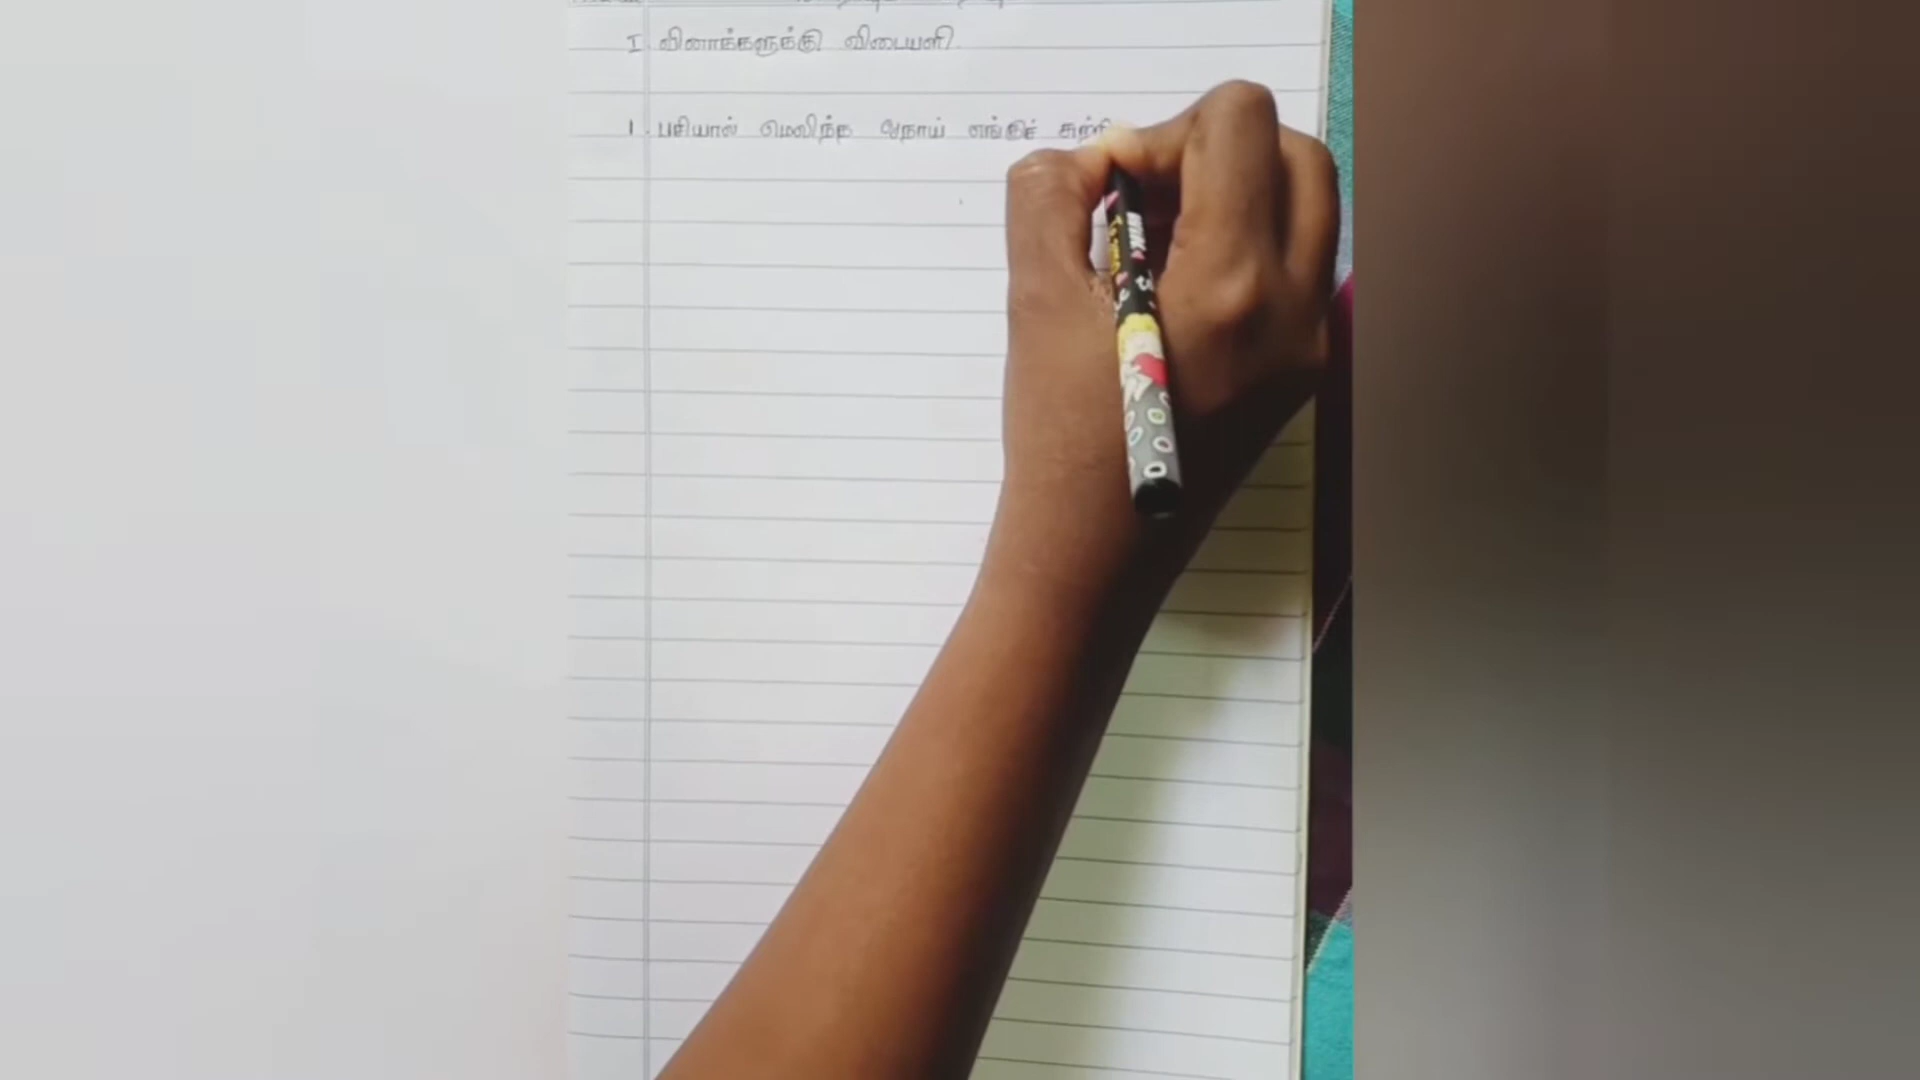 I. வினாக்களுக்கு விடையளி.
1. பசியால் மெலிந்த நோய் எங்குச்